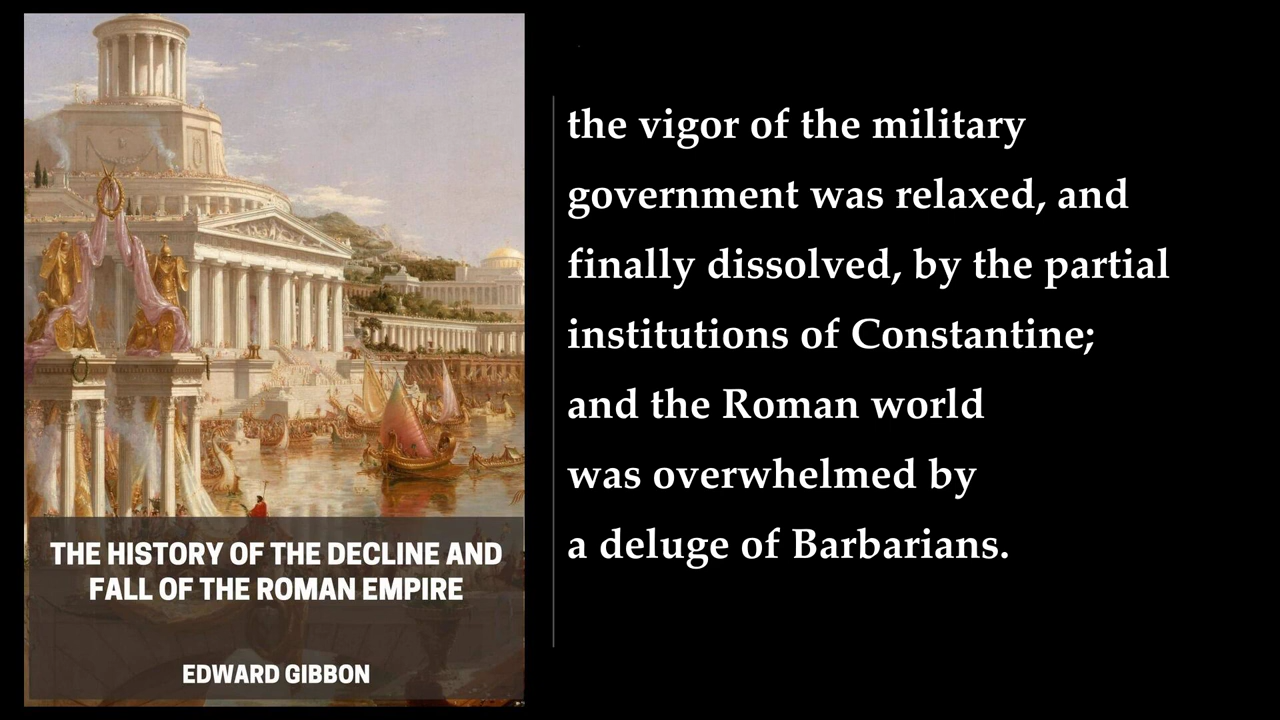 THE HISTORY OF THE DECLINE AND
FALL OF THE ROMAN EMPIRE
EDWARD GIBBON
the vigor of the military
government was relaxed, and
finally dissolved, by the partial
institutions of Constantine;
and the Roman world
was overwhelmed by
a deluge of Barbarians.